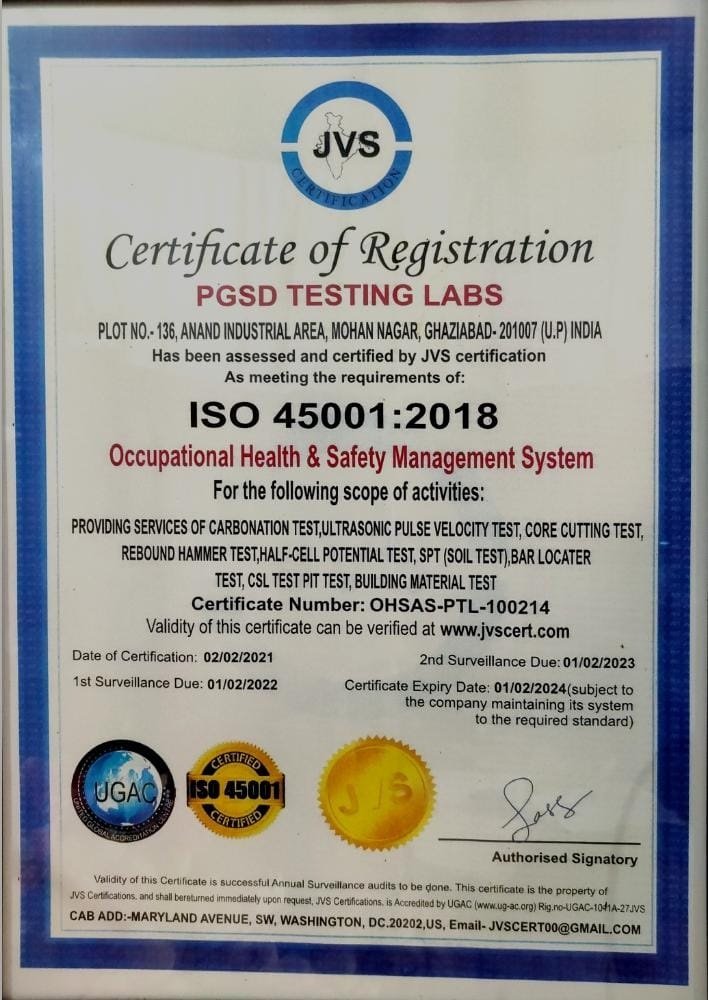 JVS
CERTIFICATION
Certificate of Registration
PGSD TESTING LABS
PLOT NO.- 136, ANAND INDUSTRIAL AREA, MOHAN NAGAR, GHAZIABAD- 201007 (U.P) INDIA
Has been assessed and certified by JVS certification
As meeting the requirements of:
ISO 45001:2018
Occupational Health & Safety Management System
For the following scope of activities:
PROVIDING SERVICES OF CARBONATION TEST,ULTRASONIC PULSE VELOCITY TEST, CORE CUTTING TEST,
REBOUND HAMMER TEST,HALF-CELL POTENTIAL TEST, SPT (SOIL TEST),BAR LOCATER
TEST, CSL TEST PIT TEST, BUILDING MATERIAL TEST
Certificate Number: OHSAS-PTL-100214
Validity of this certificate can be verified at www.jvscert.com
Date of Certification: 02/02/2021
2nd Surveillance Due: 01/02/2023
1st Surveillance Due: 01/02/2022
Certificate Expiry Date: 01/02/2024(subject to
the company maintaining its system
to the required standard)
UGAC
UNITED GLOBAL ACCREDITATION
CERTIFIED
ISO 45001
CERTIFIED
JVS
Authorised Signatory
Validity of this Certificate is successful Annual Surveillance audits to be done. This certificate is the property of
JVS Certifications, and shall bereturned immediately upon request, JVS Certifications, is Accredited by UGAC (www.ug-ac.org) Rig.no-UGAC-1041A-27JVS
CAB ADD:-MARYLAND AVENUE, SW, WASHINGTON, DC.20202,US, Email- JVSCERT00@GMAIL.COM